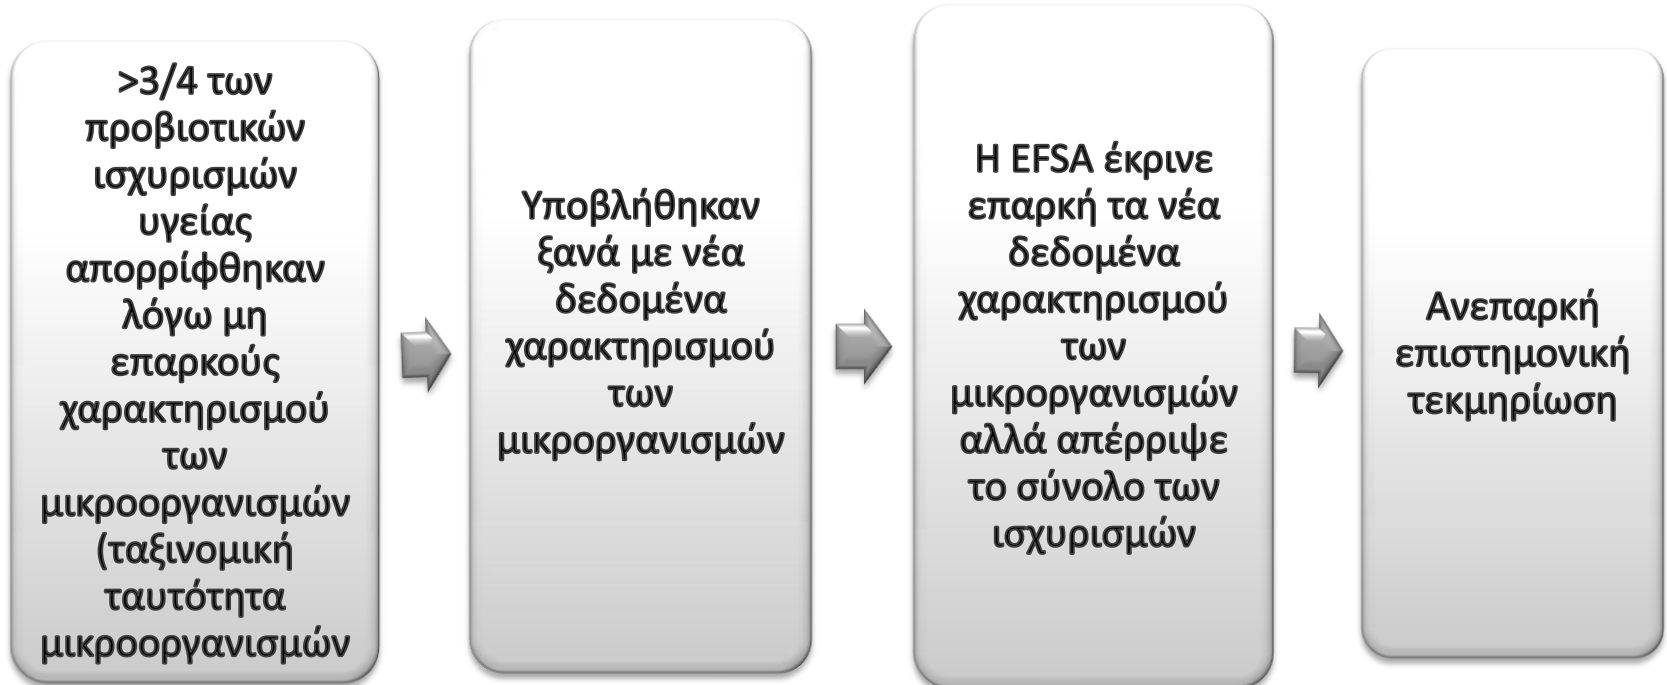 >3/4 των
προβιοτικών
ισχυρισμών
υγείας
απορρίφθηκαν
λόγω μη
επαρκούς
χαρακτηρισμού
των
μικροοργανισμών
(ταξινομική
ταυτότητα
μικροοργανισμών
Υποβλήθηκαν
ξανά με νέα
δεδομένα
χαρακτηρισμού
των
μικροργανισμών
Η EFSA έκρινε
επαρκή τα νέα
δεδομένα
χαρακτηρισμού
των
μικροργανισμών
αλλά απέρριψε
το σύνολο των
ισχυρισμών
Ανεπαρκή
επιστημονική
τεκμηρίωση